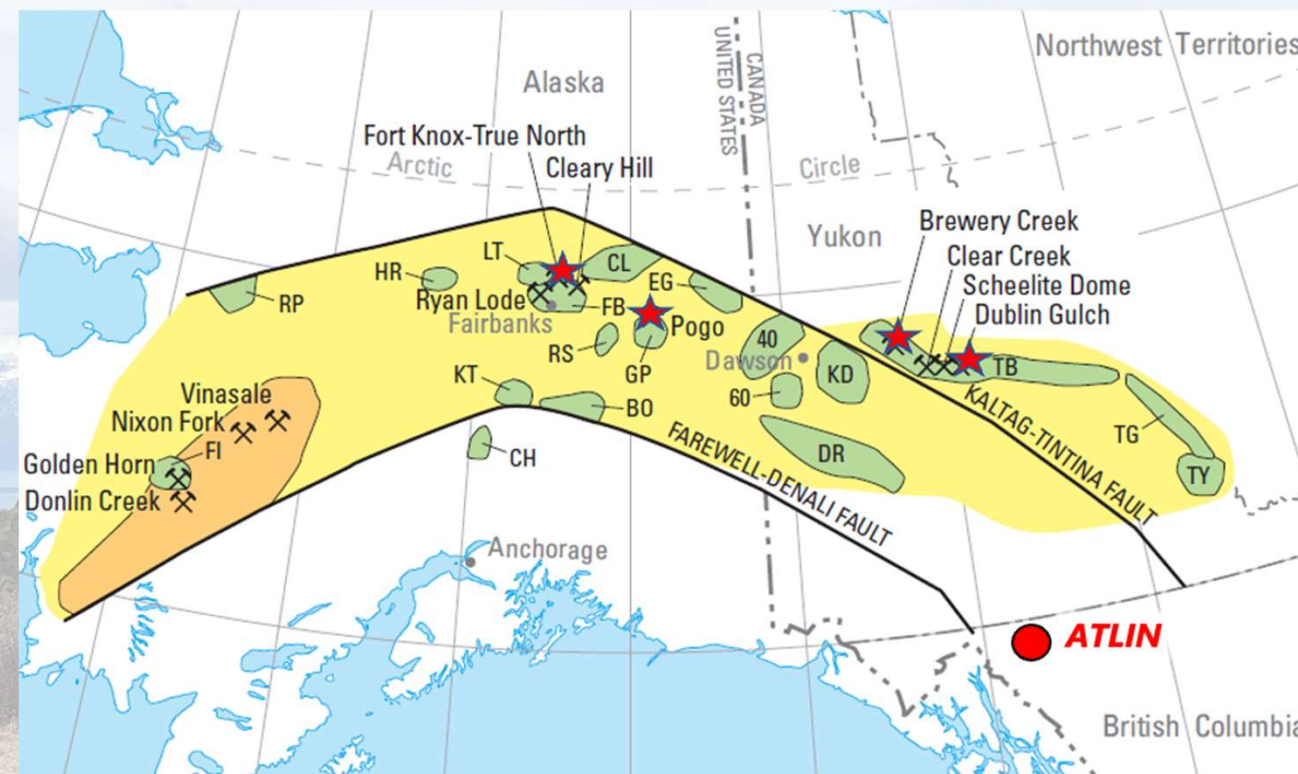 Northwest Territories
Alaska
UNITED STATES
CANADA
Fort Knox-True North
Arctic
Circle
Cleary Hill
Yukon
Brewery Creek
Clear Creek
Scheelite Dome
Dublin Gulch
LT
CL
HR
EG
RP
Ryan Lode
FB
Fairbanks
Pogo
RS
GP
40
Dawson
KD
TB
KT
60
BO
Vinasale
Nixon Fork
FI
Golden Horn
Donlin Creek
CH
DR
FAREWELL-DENALI FAULT
KALTAG-TINTINA FAULT
TG
TY
Anchorage
ATLIN
British Columbia